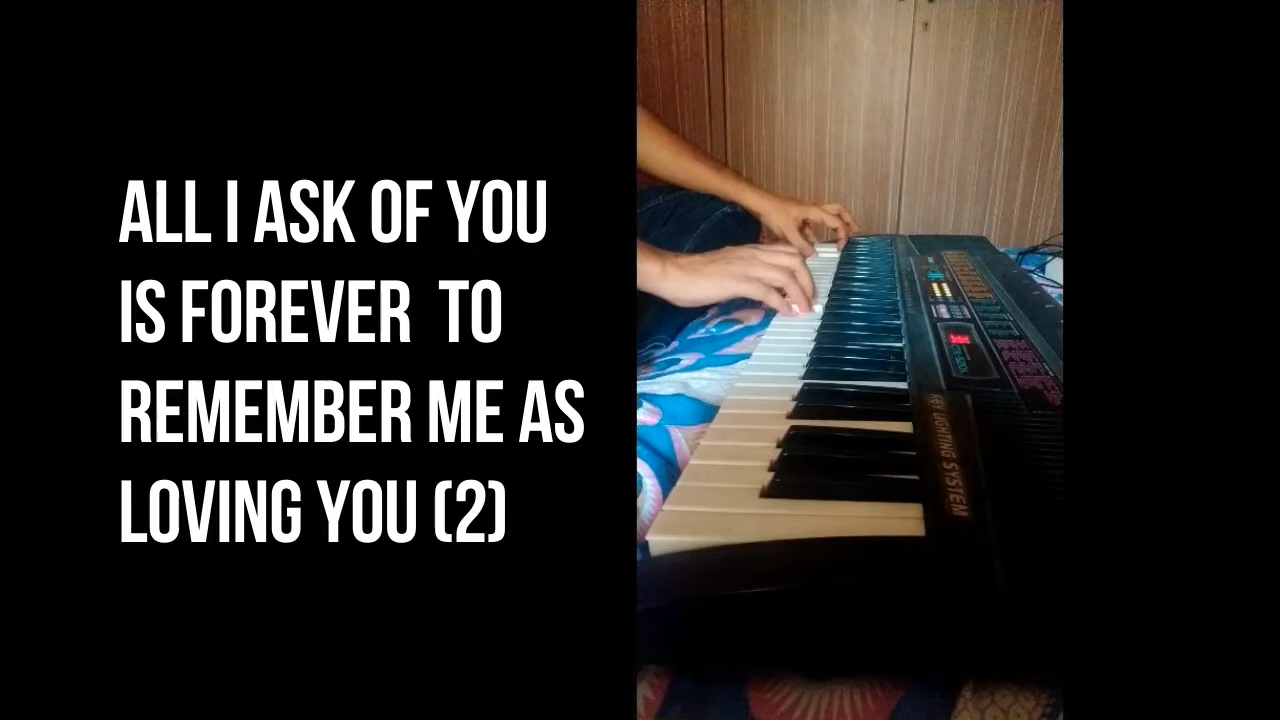 ALL I ASK OF YOU
IS FOREVER TO
REMEMBER ME AS
LOVING YOU (2)
KEY LIGHTING SYSTEM